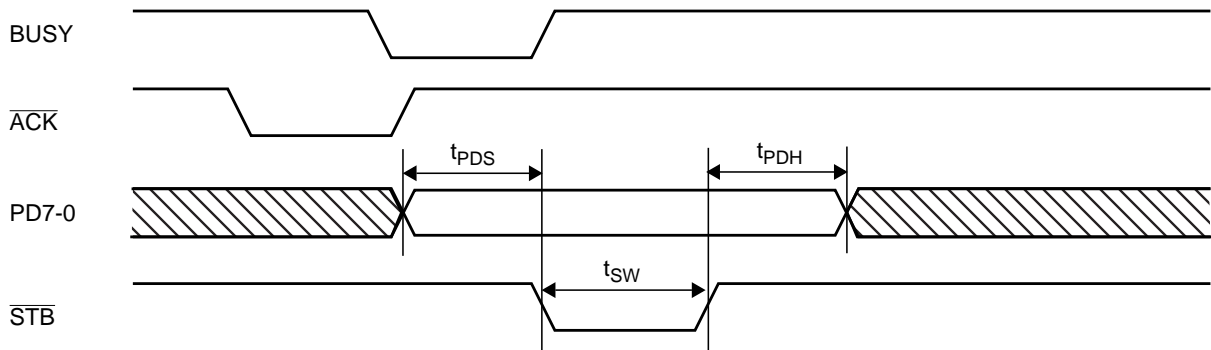 BUSY
ACK
tPDS
tPDH
PD7-0
tSW
STB